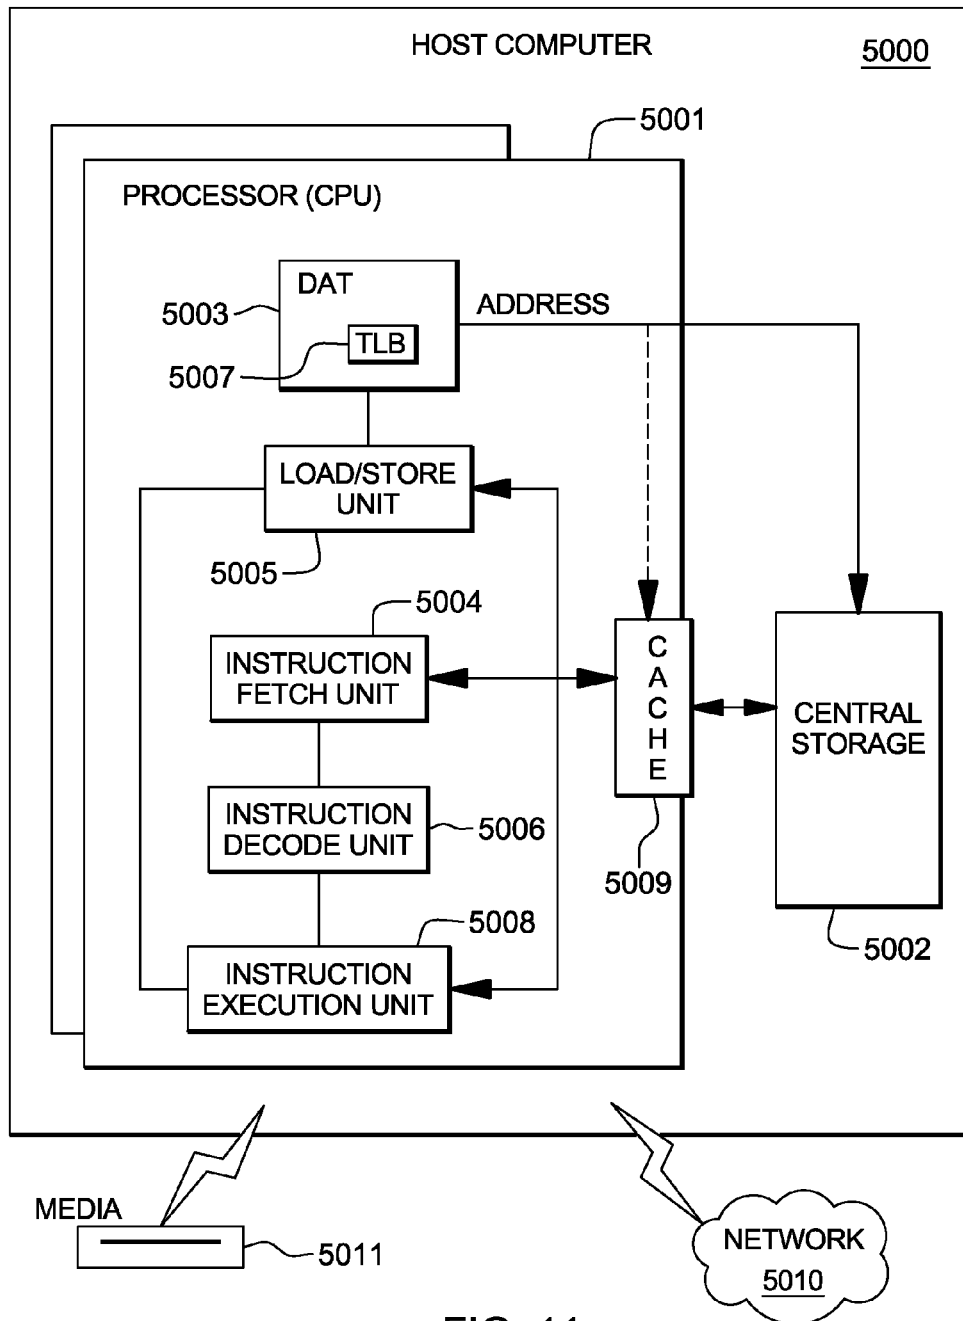 HOST COMPUTER
5000
5001
PROCESSOR (CPU)
DAT
ADDRESS
5003
TLB
5007
LOAD/STORE
UNIT
5005
5004
INSTRUCTION
FETCH UNIT
C
A
C
H
E
CENTRAL
STORAGE
INSTRUCTION
DECODE UNIT
5006
5009
5008
5002
INSTRUCTION
EXECUTION UNIT
MEDIA
5011
NETWORK
5010